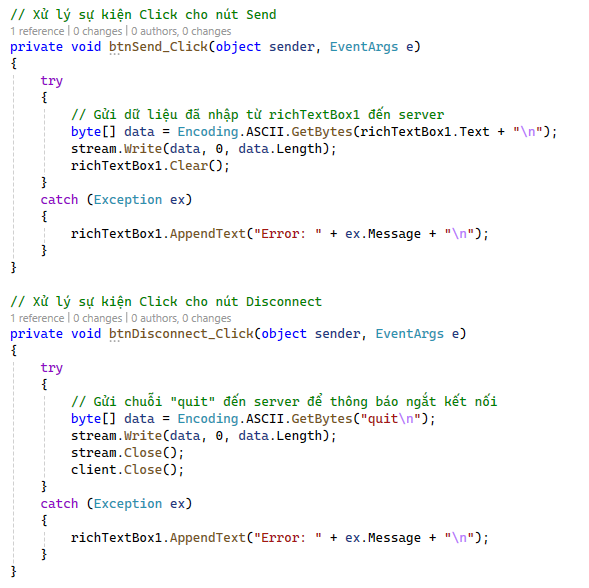 // Xử lý sự kiện Click cho nút Send
1 reference | 0 changes | 0 authors, 0 changes
private void btnSend_Click(object sender, EventArgs e)
{
    try
    {
        // Gửi dữ liệu đã nhập từ richTextBox1 đến server
        byte[] data = Encoding.ASCII.GetBytes(richTextBox1.Text + "\n");
        stream.Write(data, 0, data.Length);
        richTextBox1.Clear();
    }
    catch (Exception ex)
    {
        richTextBox1.AppendText("Error: " + ex.Message + "\n");
    }
}
// Xử lý sự kiện Click cho nút Disconnect
1 reference | 0 changes | 0 authors, 0 changes
private void btnDisconnect_Click(object sender, EventArgs e)
{
    try
    {
        // Gửi chuỗi "quit" đến server để thông báo ngắt kết nối
        byte[] data = Encoding.ASCII.GetBytes("quit\n");
        stream.Write(data, 0, data.Length);
        stream.Close();
        client.Close();
    }
    catch (Exception ex)
    {
        richTextBox1.AppendText("Error: " + ex.Message + "\n");
    }
}